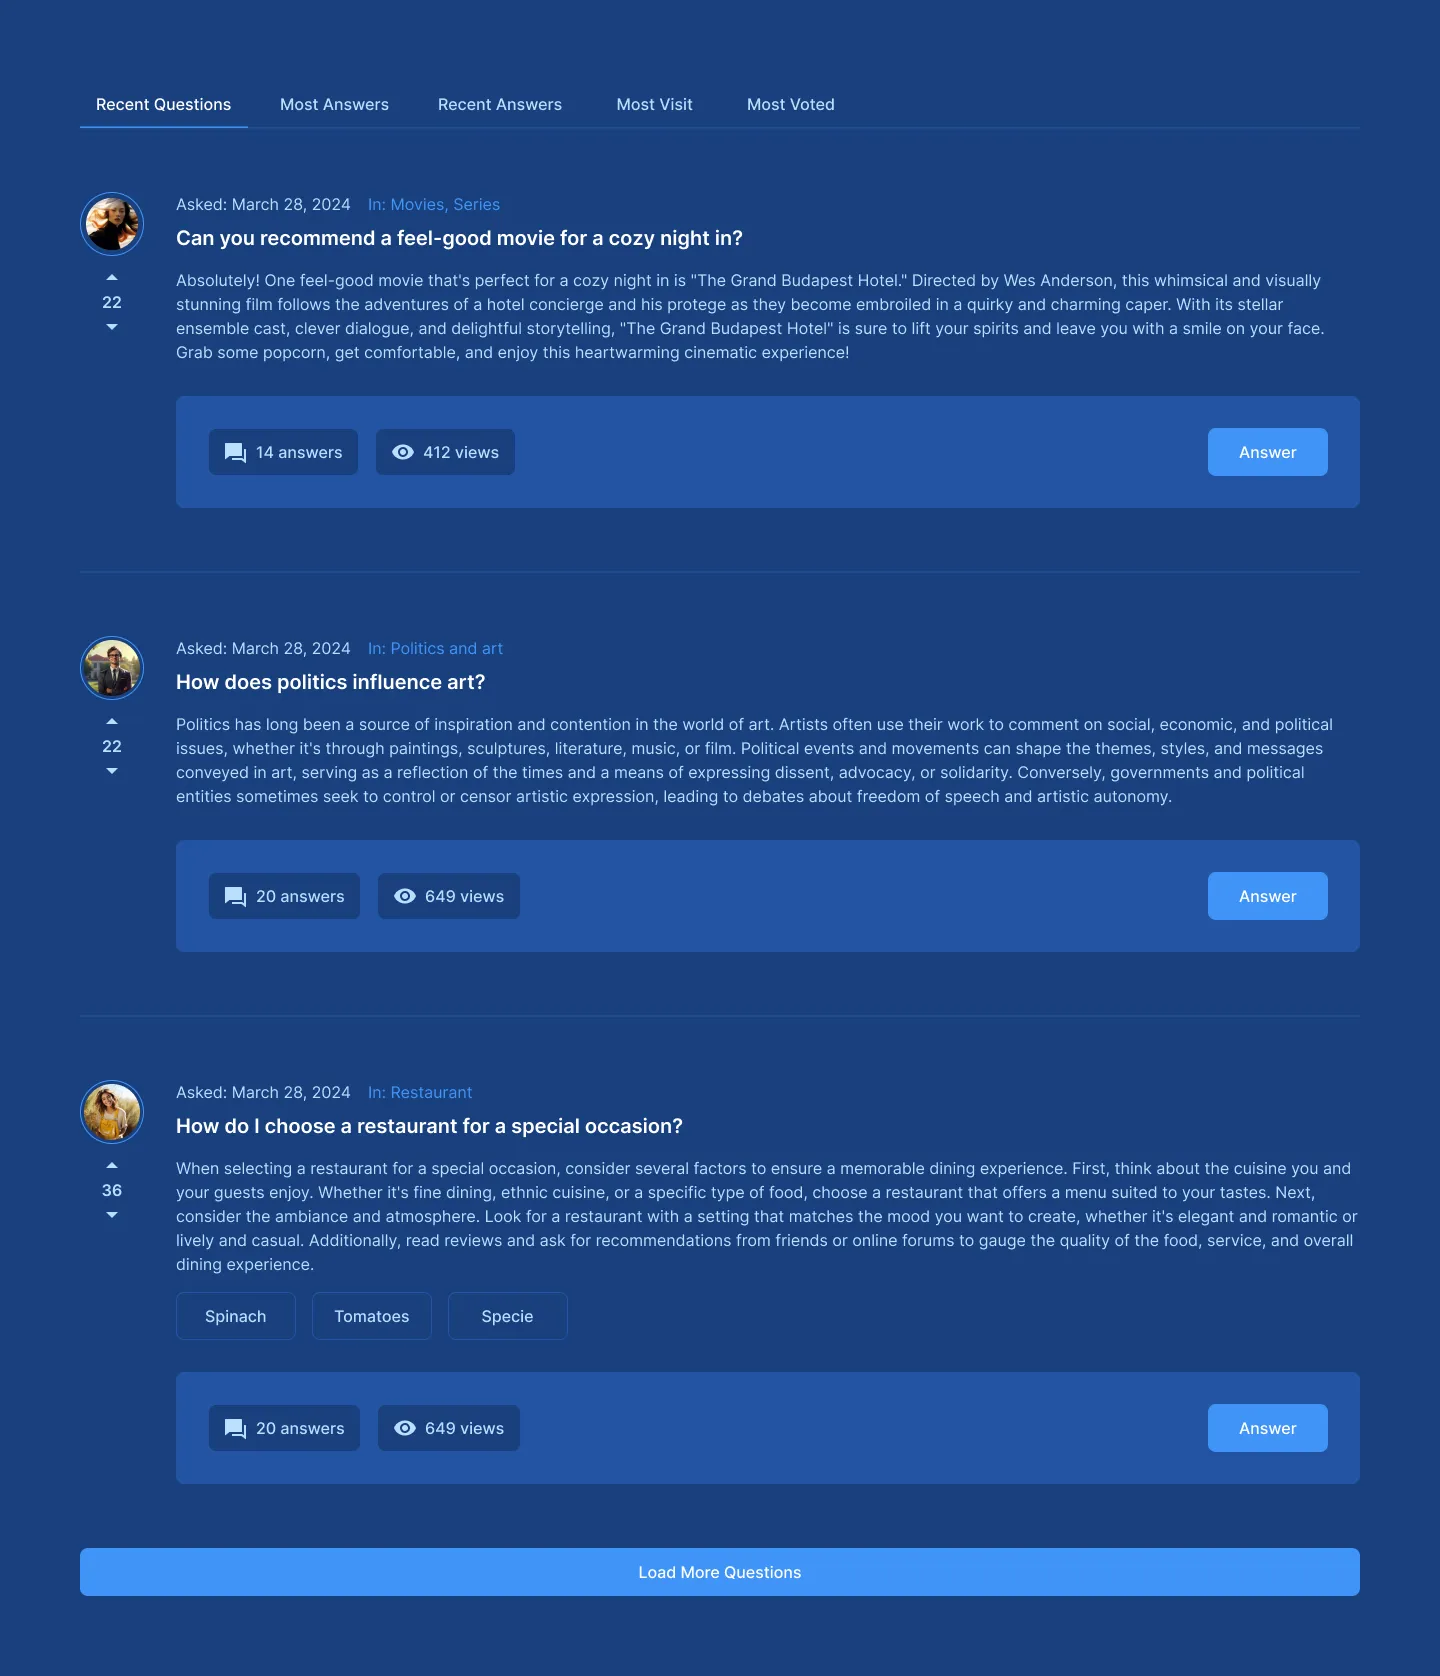 Recent Questions Most Answers Recent Answers Most Visit Most Voted
Asked: March 28, 2024 In: Movies, Series
Can you recommend a feel-good movie for a cozy night in?
22
Absolutely! One feel-good movie that's perfect for a cozy night in is "The Grand Budapest Hotel." Directed by Wes Anderson, this whimsical and visually
stunning film follows the adventures of a hotel concierge and his protege as they become embroiled in a quirky and charming caper. With its stellar
ensemble cast, clever dialogue, and delightful storytelling, "The Grand Budapest Hotel" is sure to lift your spirits and leave you with a smile on your face.
Grab some popcorn, get comfortable, and enjoy this heartwarming cinematic experience!
14 answers 412 views Answer
Asked: March 28, 2024 In: Politics and art
How does politics influence art?
22
Politics has long been a source of inspiration and contention in the world of art. Artists often use their work to comment on social, economic, and political
issues, whether it's through paintings, sculptures, literature, music, or film. Political events and movements can shape the themes, styles, and messages
conveyed in art, serving as a reflection of the times and a means of expressing dissent, advocacy, or solidarity. Conversely, governments and political
entities sometimes seek to control or censor artistic expression, leading to debates about freedom of speech and artistic autonomy.
20 answers 649 views Answer
Asked: March 28, 2024 In: Restaurant
How do I choose a restaurant for a special occasion?
36
When selecting a restaurant for a special occasion, consider several factors to ensure a memorable dining experience. First, think about the cuisine you and
your guests enjoy. Whether it's fine dining, ethnic cuisine, or a specific type of food, choose a restaurant that offers a menu suited to your tastes. Next,
consider the ambiance and atmosphere. Look for a restaurant with a setting that matches the mood you want to create, whether it's elegant and romantic or
lively and casual. Additionally, read reviews and ask for recommendations from friends or online forums to gauge the quality of the food, service, and overall
dining experience.
Spinach Tomatoes Specie
20 answers 649 views Answer
Load More Questions